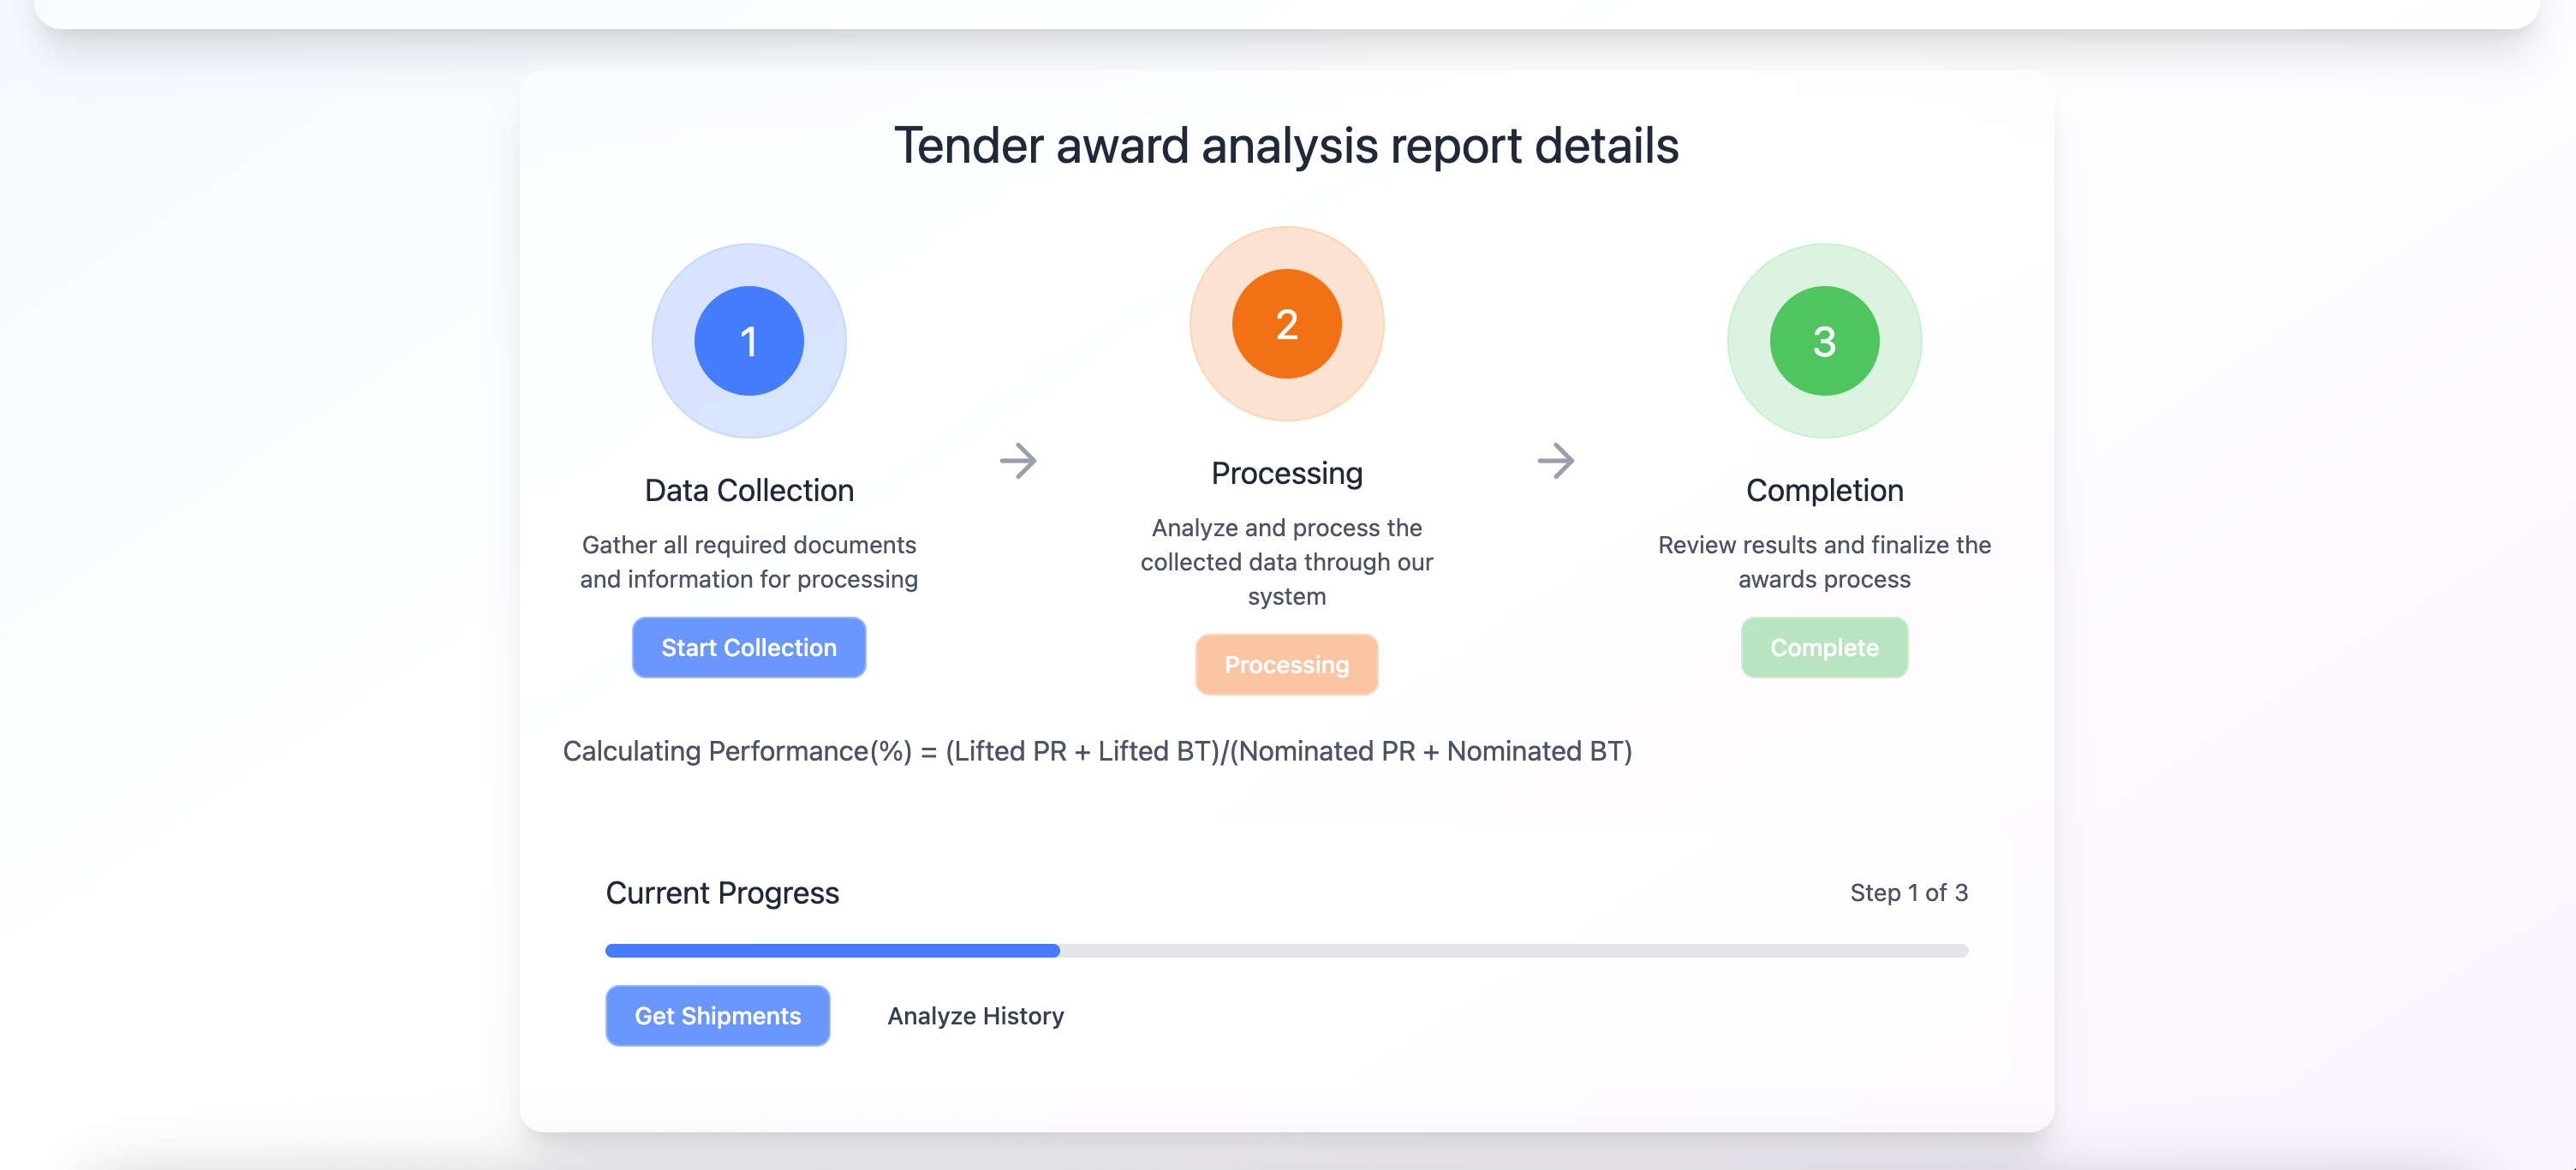 Tender award analysis report details
1
Data Collection
Gather all required documents
and information for processing
Start Collection
2
Processing
Analyze and process the
collected data through our
system
Processing
3
Completion
Review results and finalize the
awards process
Complete
Calculating Performance(%) = (Lifted PR + Lifted BT)/(Nominated PR + Nominated BT)
Current Progress
Step 1 of 3
Get Shipments
Analyze History